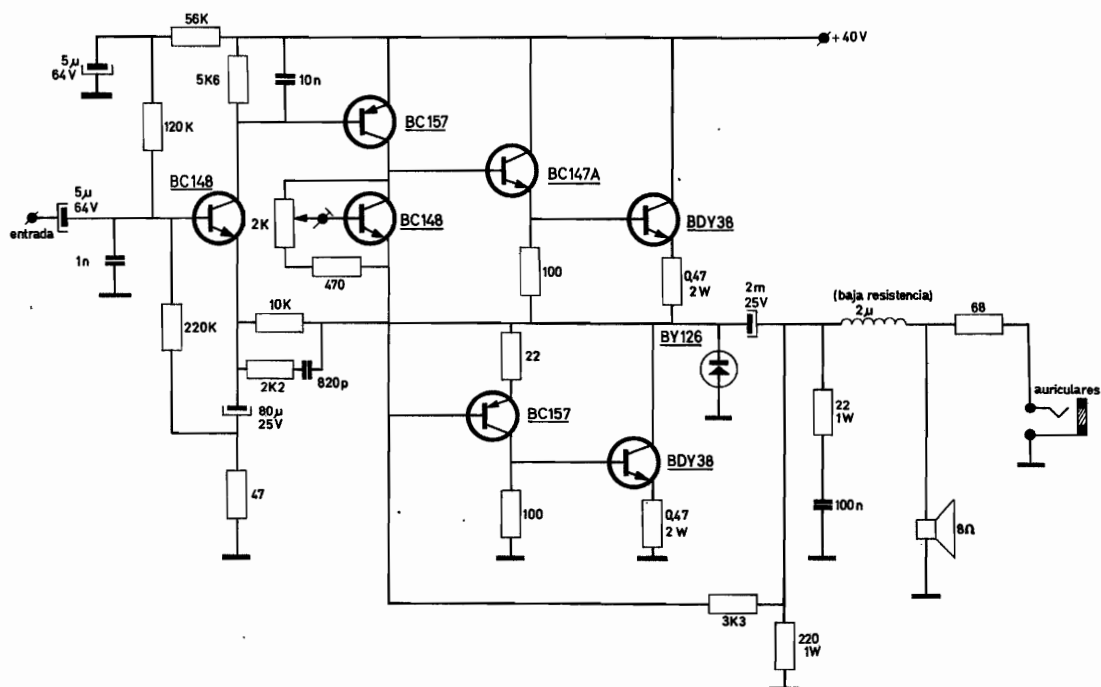 56K
+ 40V
5µ
64V
5K6
10n
BC157
120K
BC147A
BC148
5µ
64V
entrada
2K
BC148
BDY38
1n
470
100
0,47
2W
2m
25V
(baja resistencia)
2µ
68
220K
10K
BY126
2K2
820p
22
auriculares
80µ
25V
BC157
22
1W
BDY38
47
100
0,47
2W
100n
8Ω
3K3
220
1W